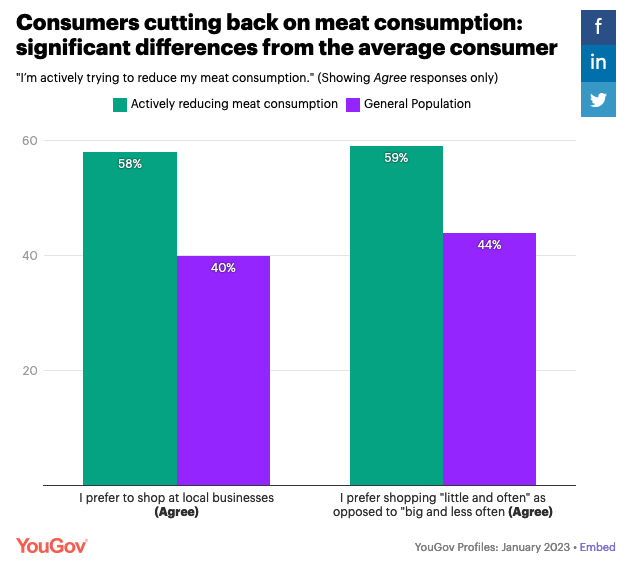 Consumers cutting back on meat consumption:
significant differences from the average consumer
"I'm actively trying to reduce my meat consumption." (Showing Agree responses only)
Actively reducing meat consumption
General Population
f
in
60
40
20
58%
40%
59%
44%
I prefer to shop at local businesses
(Agree)
I prefer shopping "little and often" as
opposed to "big and less often (Agree)
YouGov
YouGov Profiles: January 2023 • Embed